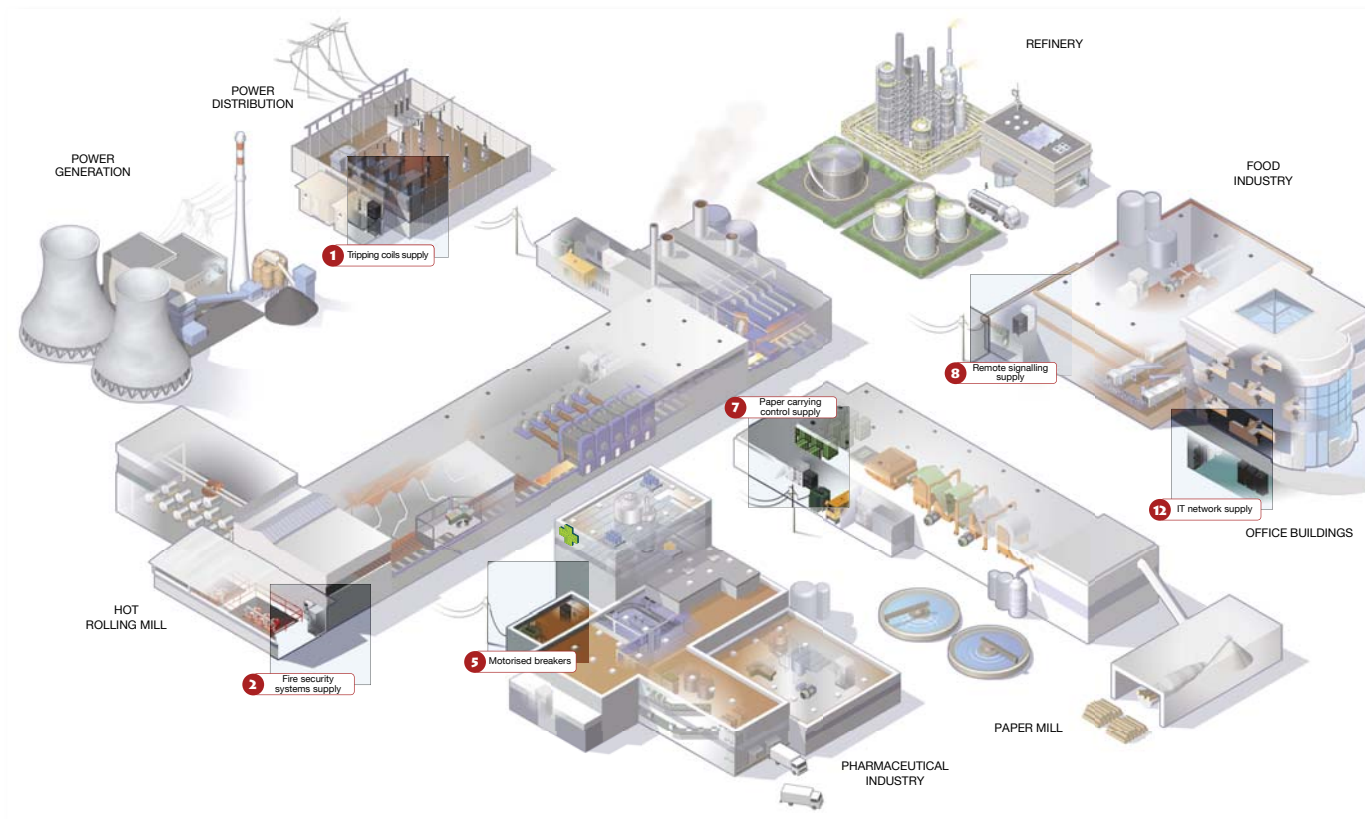 REFINERY
POWER
DISTRIBUTION
POWER
GENERATION
FOOD
INDUSTRY
1 Tripping coils supply
8 Remote signalling
supply
7 Paper carrying
control supply
12 IT network supply
OFFICE BUILDINGS
HOT
ROLLING MILL
5 Motorised breakers
2 Fire security
systems supply
PAPER MILL
PHARMACEUTICAL
INDUSTRY